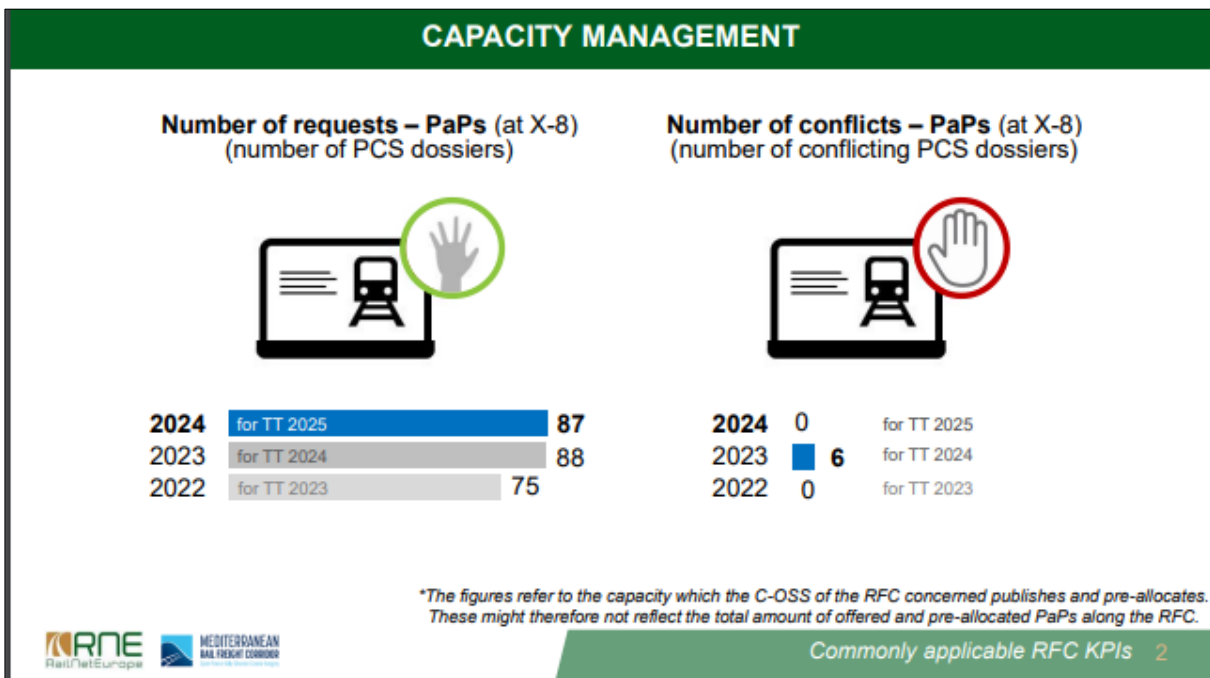 CAPACITY MANAGEMENT
Number of requests – PaPs (at X-8)
(number of PCS dossiers)
Number of conflicts – PaPs (at X-8)
(number of conflicting PCS dossiers)
2024 for TT 2025 87
2023 for TT 2024 88
2022 for TT 2023 75
2024 0 for TT 2025
2023 6 for TT 2024
2022 0 for TT 2023
*The figures refer to the capacity which the C-OSS of the RFC concerned publishes and pre-allocates.
These might therefore not reflect the total amount of offered and pre-allocated PaPs along the RFC.
RNE
RailNetEurope
MEDITERRANEAN
RAIL FREIGHT CORRIDOR
Commonly applicable RFC KPIs 2